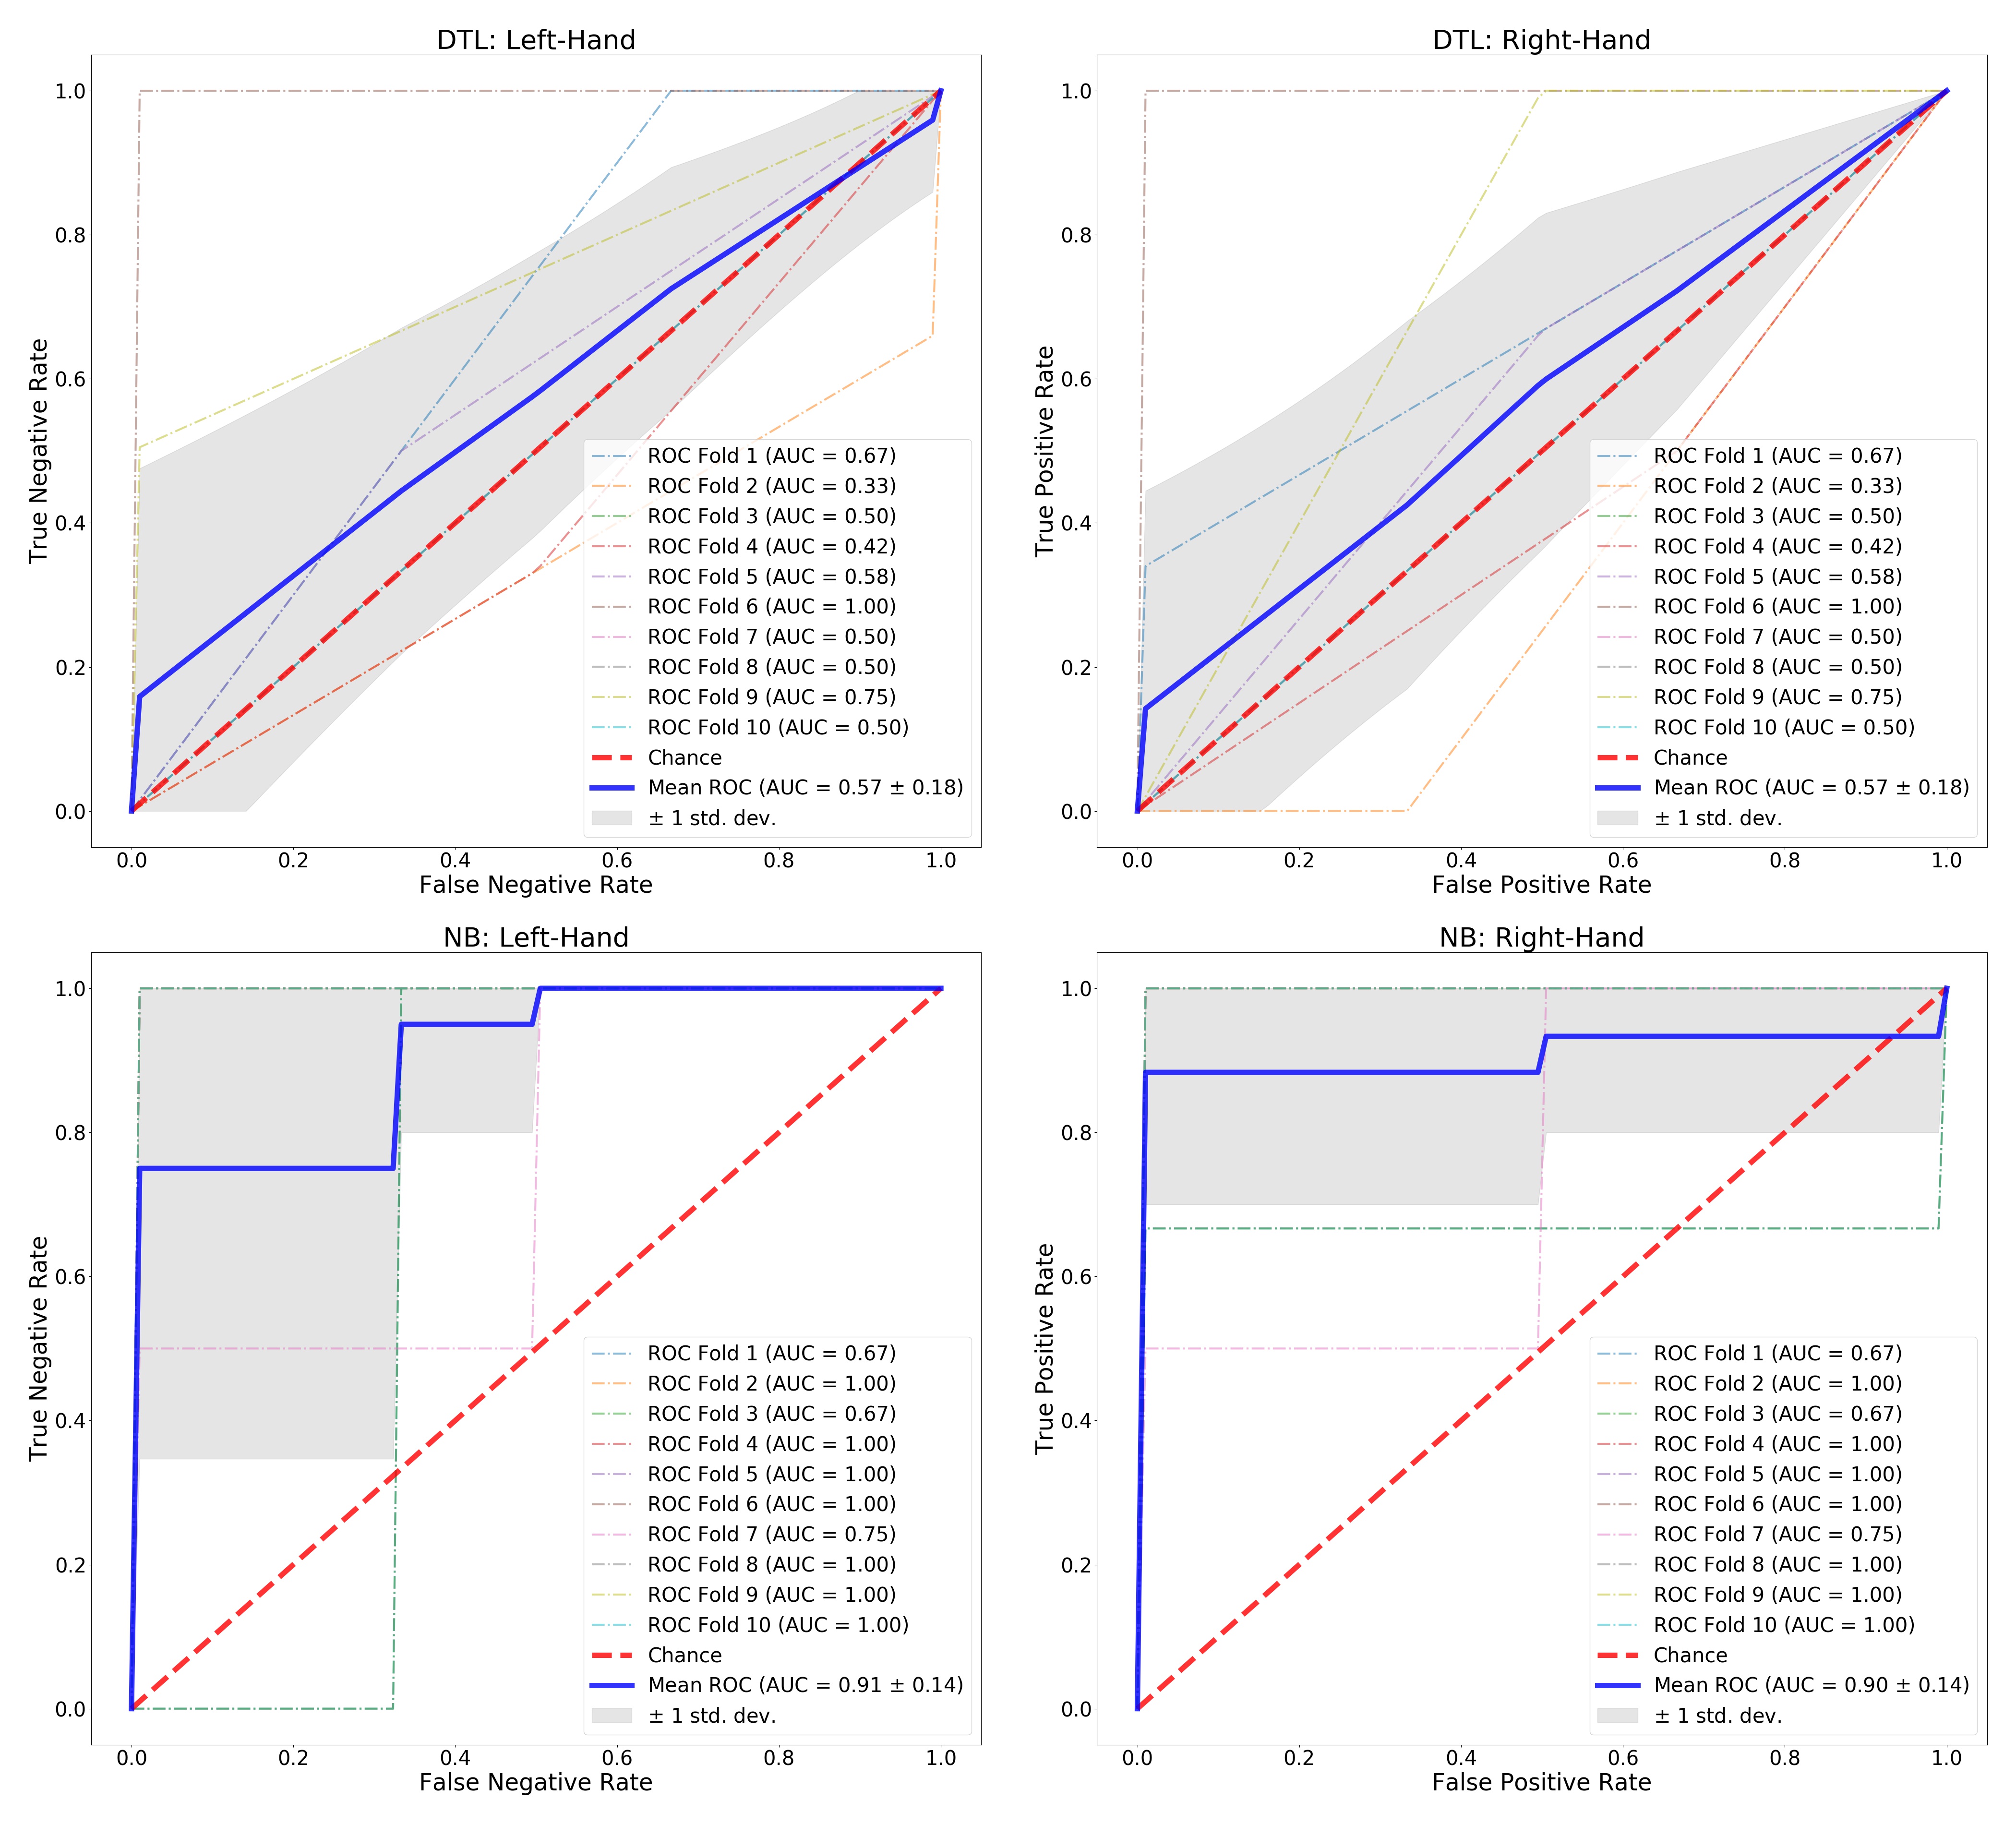 DTL: Left-Hand
True Negative Rate
1.0
0.8
0.6
0.4
0.2
0.0
ROC Fold 1 (AUC = 0.67)
ROC Fold 2 (AUC = 0.33)
ROC Fold 3 (AUC = 0.50)
ROC Fold 4 (AUC = 0.42)
ROC Fold 5 (AUC = 0.58)
ROC Fold 6 (AUC = 1.00)
ROC Fold 7 (AUC = 0.50)
ROC Fold 8 (AUC = 0.50)
ROC Fold 9 (AUC = 0.75)
ROC Fold 10 (AUC = 0.50)
Chance
Mean ROC (AUC = 0.57 ± 0.18)
± 1 std. dev.
0.0 0.2 0.4 0.6 0.8 1.0
False Negative Rate
DTL: Right-Hand
True Positive Rate
1.0
0.8
0.6
0.4
0.2
0.0
ROC Fold 1 (AUC = 0.67)
ROC Fold 2 (AUC = 0.33)
ROC Fold 3 (AUC = 0.50)
ROC Fold 4 (AUC = 0.42)
ROC Fold 5 (AUC = 0.58)
ROC Fold 6 (AUC = 1.00)
ROC Fold 7 (AUC = 0.50)
ROC Fold 8 (AUC = 0.50)
ROC Fold 9 (AUC = 0.75)
ROC Fold 10 (AUC = 0.50)
Chance
Mean ROC (AUC = 0.57 ± 0.18)
± 1 std. dev.
0.0 0.2 0.4 0.6 0.8 1.0
False Positive Rate
NB: Left-Hand
True Negative Rate
1.0
0.8
0.6
0.4
0.2
0.0
ROC Fold 1 (AUC = 0.67)
ROC Fold 2 (AUC = 1.00)
ROC Fold 3 (AUC = 0.67)
ROC Fold 4 (AUC = 1.00)
ROC Fold 5 (AUC = 1.00)
ROC Fold 6 (AUC = 1.00)
ROC Fold 7 (AUC = 0.75)
ROC Fold 8 (AUC = 1.00)
ROC Fold 9 (AUC = 1.00)
ROC Fold 10 (AUC = 1.00)
Chance
Mean ROC (AUC = 0.91 ± 0.14)
± 1 std. dev.
0.0 0.2 0.4 0.6 0.8 1.0
False Negative Rate
NB: Right-Hand
True Positive Rate
1.0
0.8
0.6
0.4
0.2
0.0
ROC Fold 1 (AUC = 0.67)
ROC Fold 2 (AUC = 1.00)
ROC Fold 3 (AUC = 0.67)
ROC Fold 4 (AUC = 1.00)
ROC Fold 5 (AUC = 1.00)
ROC Fold 6 (AUC = 1.00)
ROC Fold 7 (AUC = 0.75)
ROC Fold 8 (AUC = 1.00)
ROC Fold 9 (AUC = 1.00)
ROC Fold 10 (AUC = 1.00)
Chance
Mean ROC (AUC = 0.90 ± 0.14)
± 1 std. dev.
0.0 0.2 0.4 0.6 0.8 1.0
False Positive Rate